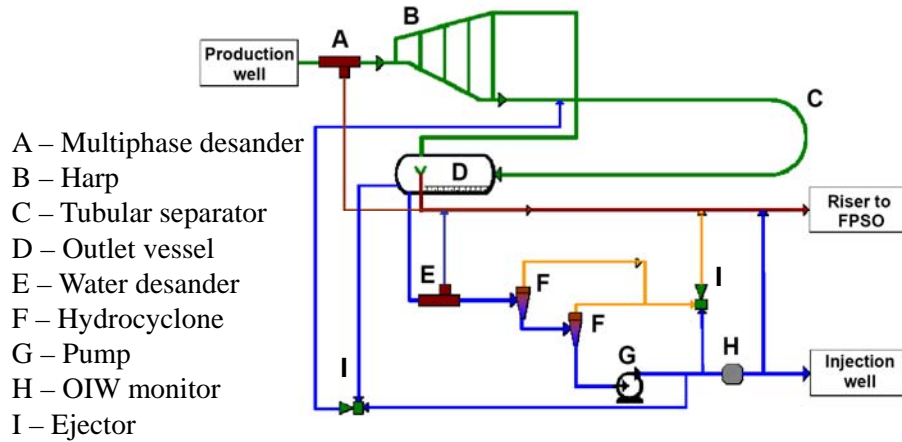 Production
well
A
B
C
D
E
F
F
G
H
I
I
Riser to
FPSO
Injection
well
A – Multiphase desander
B – Harp
C – Tubular separator
D – Outlet vessel
E – Water desander
F – Hydrocyclone
G – Pump
H – OIW monitor
I – Ejector